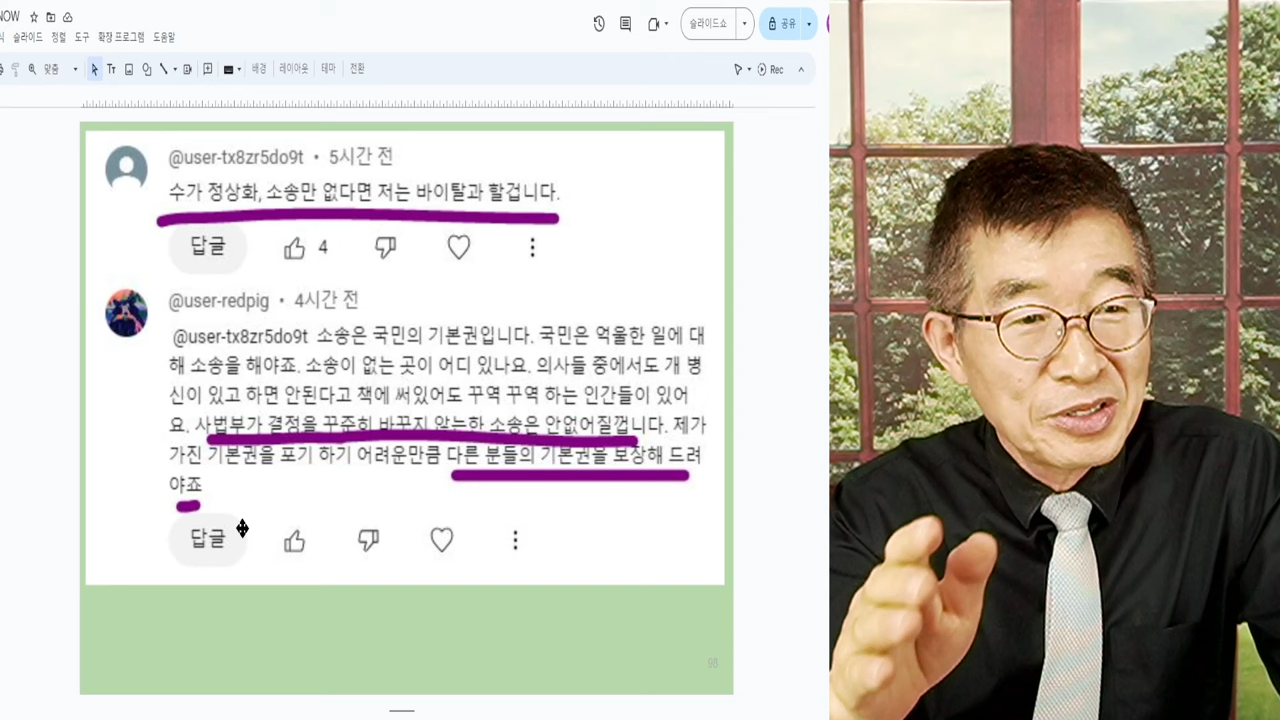 NOW
슬라이드 정렬 도구 확장 프로그램 도움말
슬라이드쇼
공유
맞춤
Tт
배경 레이아웃 테마 전환
Rec
@user-tx8zr5do9t • 5시간 전
수가 정상화, 소송만 없다면 저는 바이탈과 할겁니다.
답글 4
@user-redpig • 4시간 전
@user-tx8zr5do9t 소송은 국민의 기본권입니다. 국민은 억울한 일에 대
해 소송을 해야죠. 소송이 없는 곳이 어디 있나요. 의사들 중에서도 개 병
신이 있고 하면 안된다고 책에 써있어도 꾸역 꾸역 하는 인간들이 있어
요. 사법부가 결정을 꾸준히 바꾸지 않는한 소송은 안없어질껍니다. 제가
가진 기본권을 포기 하기 어려운만큼 다른 분들의 기본권을 보장해 드려
야죠
답글
98